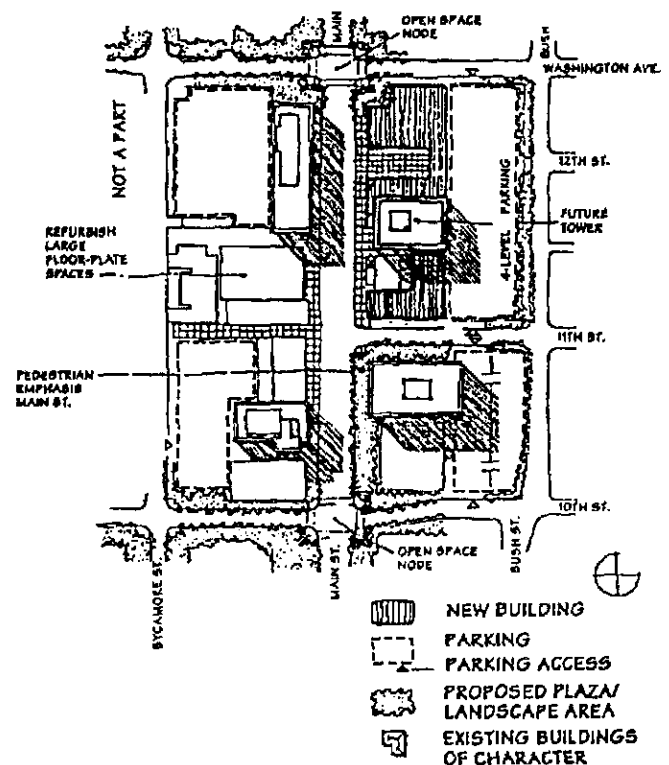 MAIN
OPEN SPACE
NODE
BUSH
WASHINGTON AVE.
NOT A PART
12TH ST.
4-LEVEL PARKING
FUTURE
TOWER
REFURBISH
LARGE
FLOOR-PLATE
SPACES
11TH ST.
PEDESTRIAN
EMPHASIS
MAIN ST.
10TH ST.
SYCAMORE ST.
MAIN ST.
OPEN SPACE
NODE
BUSH ST.
NEW BUILDING
PARKING
PARKING ACCESS
PROPOSED PLAZA/
LANDSCAPE AREA
EXISTING BUILDINGS
OF CHARACTER